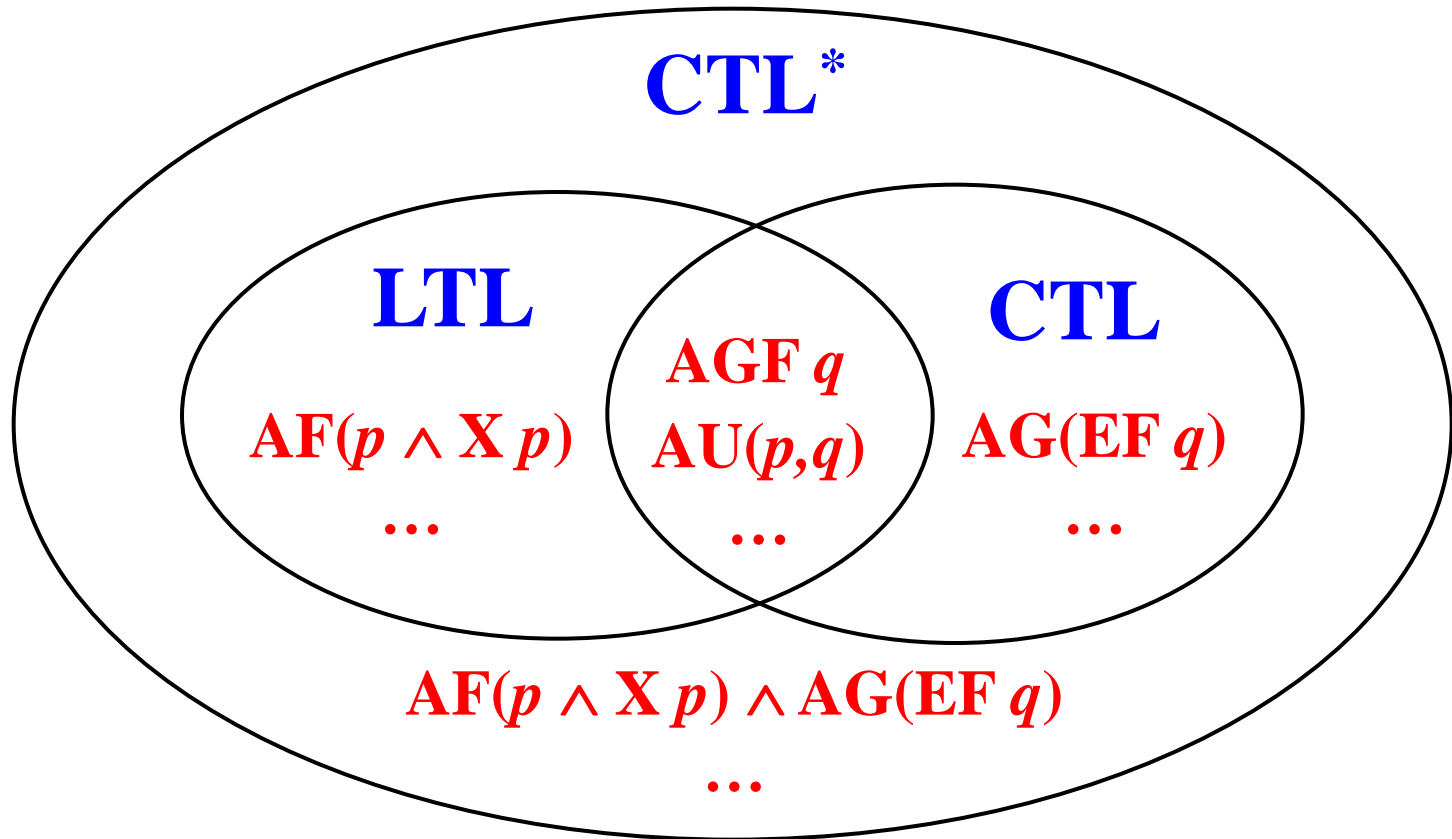 CTL*
LTL
AF(p ∧ X p)
...
AGF q
AU(p,q)
...
CTL
AG(EF q)
...
AF(p ∧ X p) ∧ AG(EF q)
...